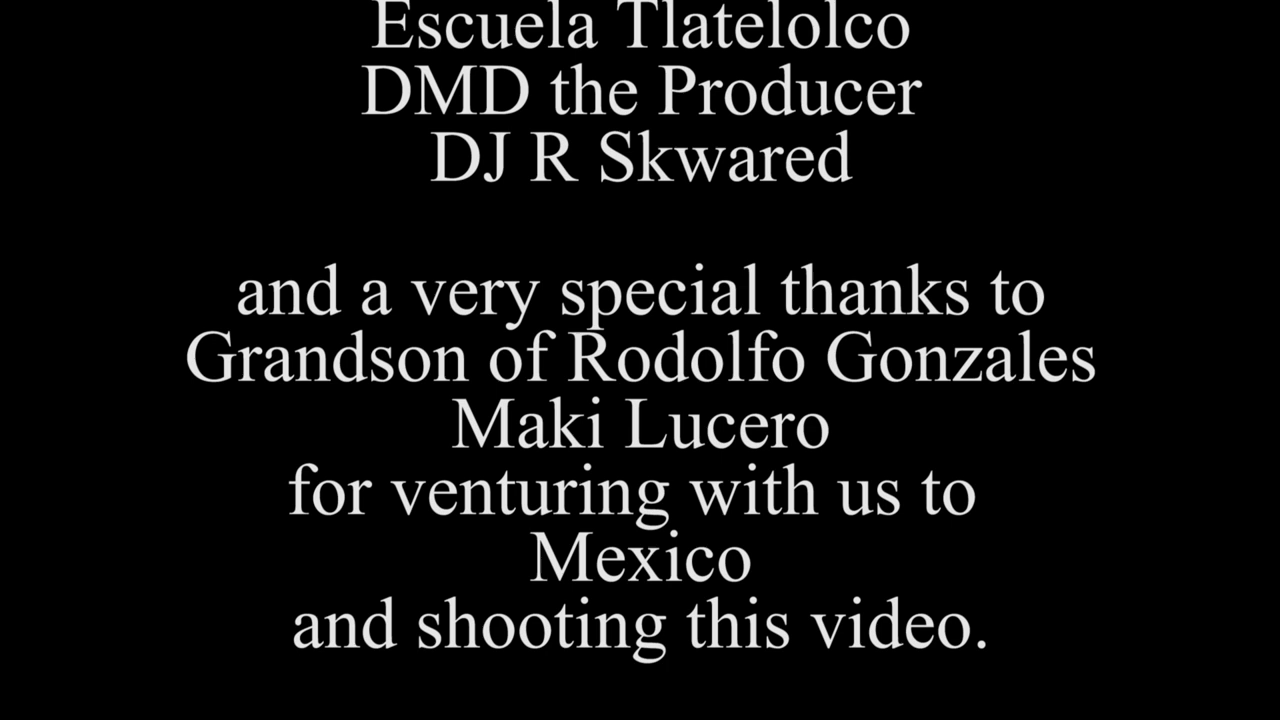 Escuela Tlatelolco
DMD the Producer
DJ R Skwared
and a very special thanks to
Grandson of Rodolfo Gonzales
Maki Lucero
for venturing with us to
Mexico
and shooting this video.